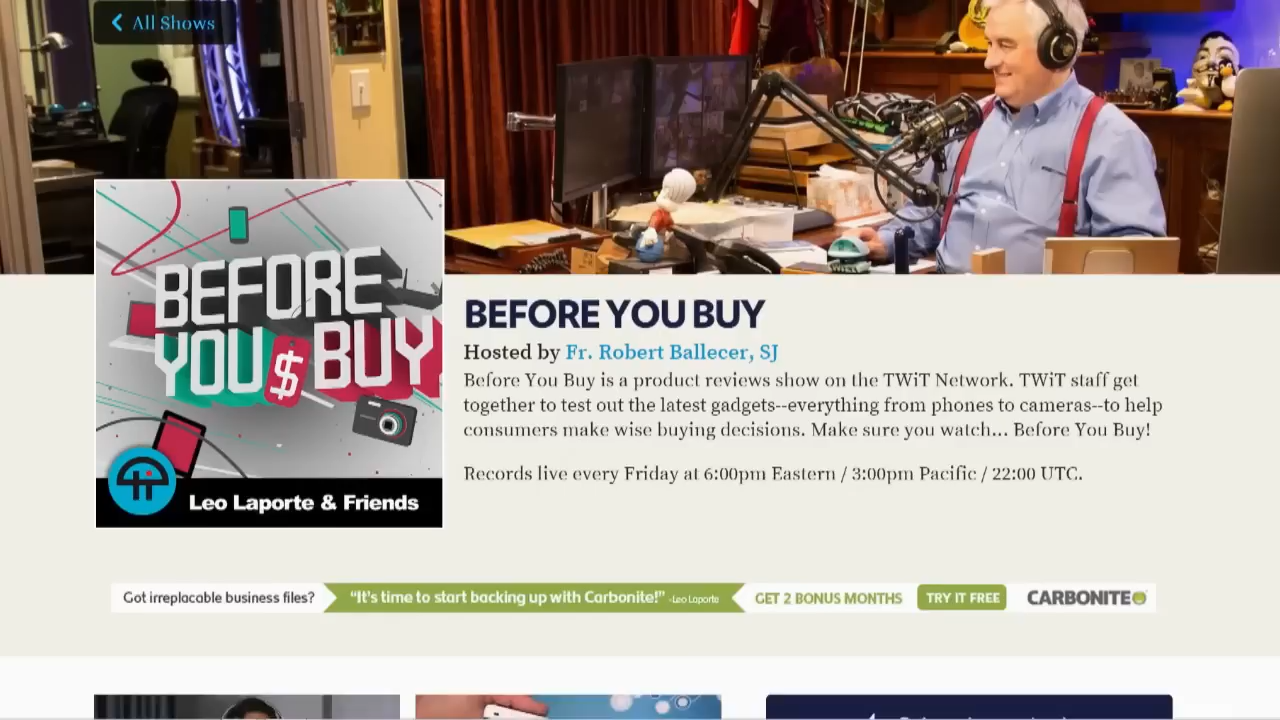 All Shows
BEFORE
YOU $ BUY
Leo Laporte & Friends
BEFORE YOU BUY
Hosted by Fr. Robert Ballecer, SJ
Before You Buy is a product reviews show on the TWiT Network. TWiT staff get
together to test out the latest gadgets--everything from phones to cameras--to help
consumers make wise buying decisions. Make sure you watch... Before You Buy!
Records live every Friday at 6:00pm Eastern / 3:00pm Pacific / 22:00 UTC.
Got irreplacable business files? “It's time to start backing up with Carbonite!” -Leo Laporte GET 2 BONUS MONTHS TRY IT FREE CARBONITE